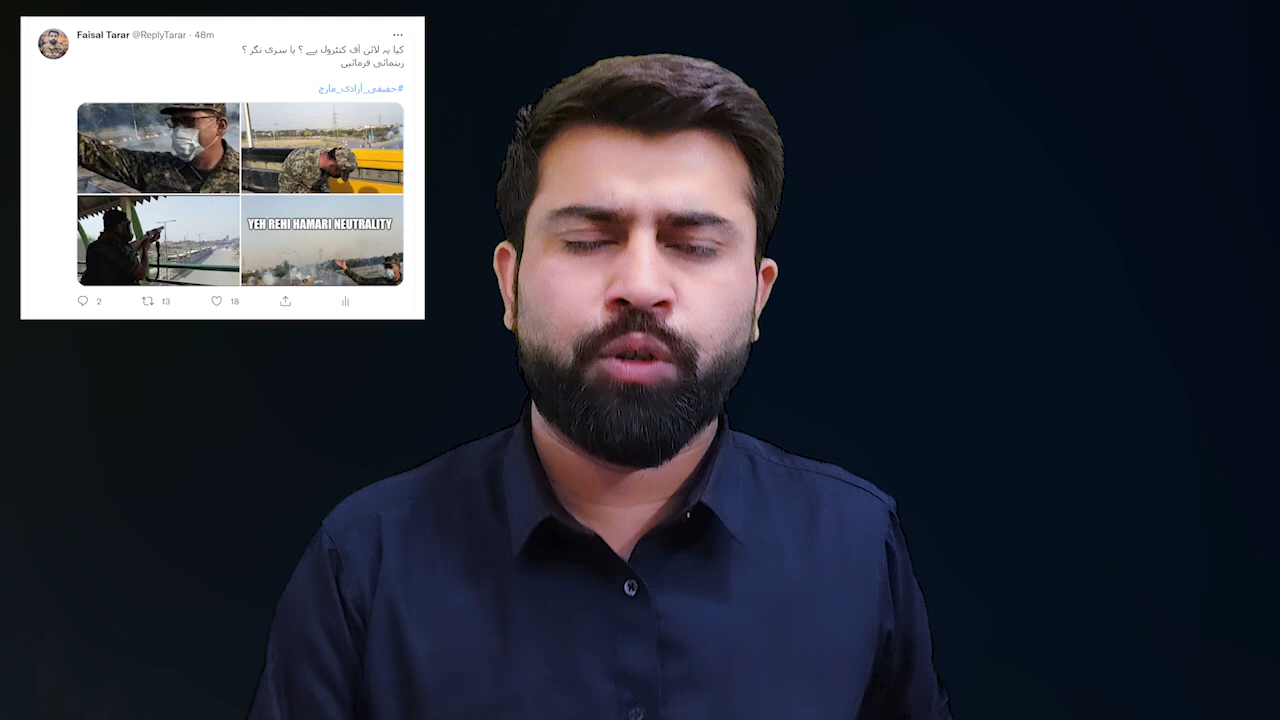 Faisal Tarar @ReplyTarar · 48m
کیا یہ لائن آف کنٹرول ہے ؟ یا سری نگر ؟
رہنمائی فرمائیں
#حقیقی_آزادی_مارچ
YEH REHI HAMARI NEUTRALITY
2 13 18